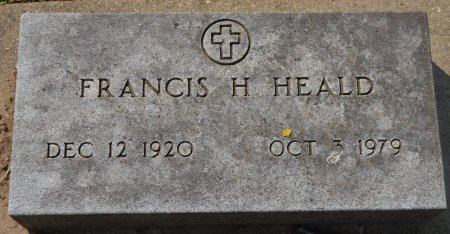 FRANCIS H HEALD
DEC 12 1920 OCT 3 1979